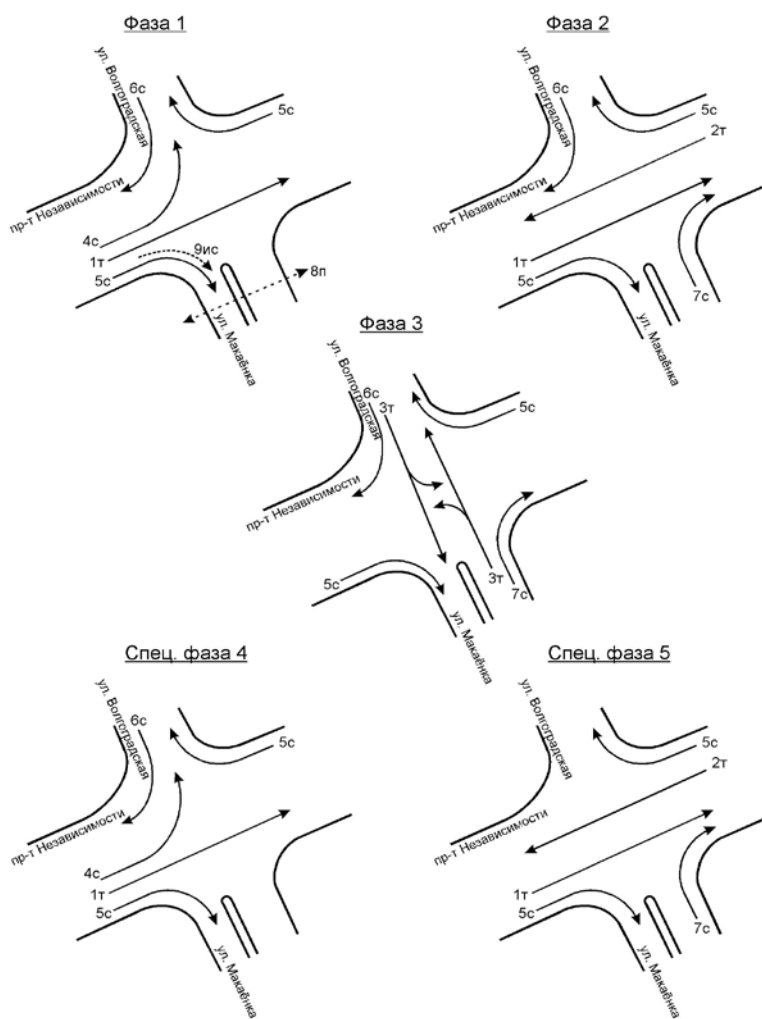 Фаза 1
ул. Волгоградская
6с
5с
пр-т Независимости
4с
1т
9ис
5с
8п
ул. Макаёнка
Фаза 2
ул. Волгоградская
6с
5с
2т
пр-т Независимости
1т
5с
7с
ул. Макаёнка
Фаза 3
ул. Волгоградская
6с
3т
5с
пр-т Независимости
5с
3т
7с
ул. Макаёнка
Спец. фаза 4
ул. Волгоградская
6с
5с
пр-т Независимости
4с
1т
5с
ул. Макаёнка
Спец. фаза 5
ул. Волгоградская
5с
2т
пр-т Независимости
1т
5с
7с
ул. Макаёнка